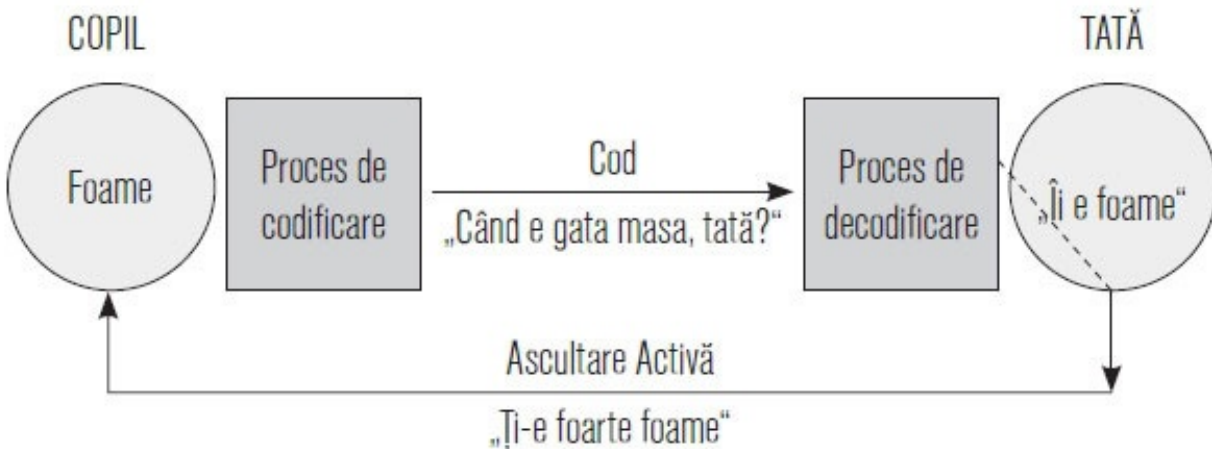 COPIL
TATĂ
Foame
Proces de
codificare
Cod
„Când e gata masa, tată?“
Proces de
decodificare
„Îi e foame“
Ascultare Activă
„Ți-e foarte foame“